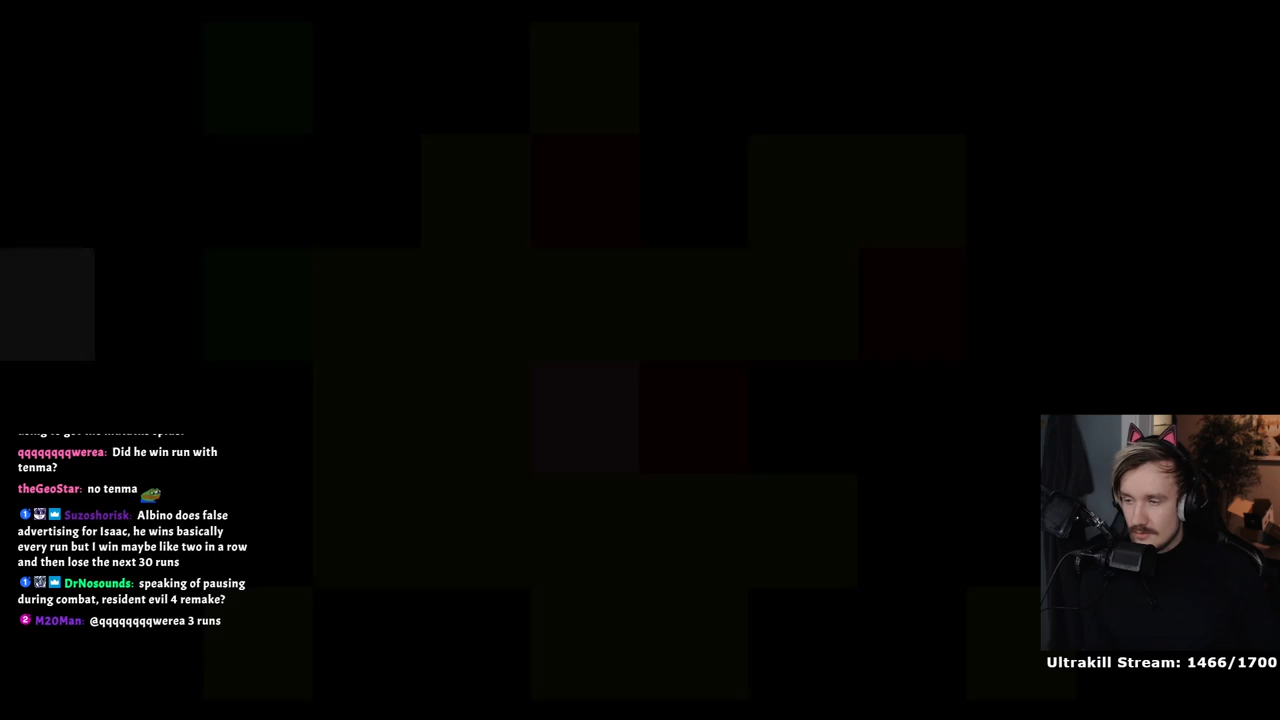 qqqqqqqqwerea: Did he win run with
tenma?
theGeoStar: no tenma
Suzoshorisk: Albino does false
advertising for Isaac, he wins basically
every run but I win maybe like two in a row
and then lose the next 30 runs
DrNosounds: speaking of pausing
during combat, resident evil 4 remake?
2 M20Man: @qqqqqqqqwerea 3 runs
Ultrakill Stream: 1466/1700